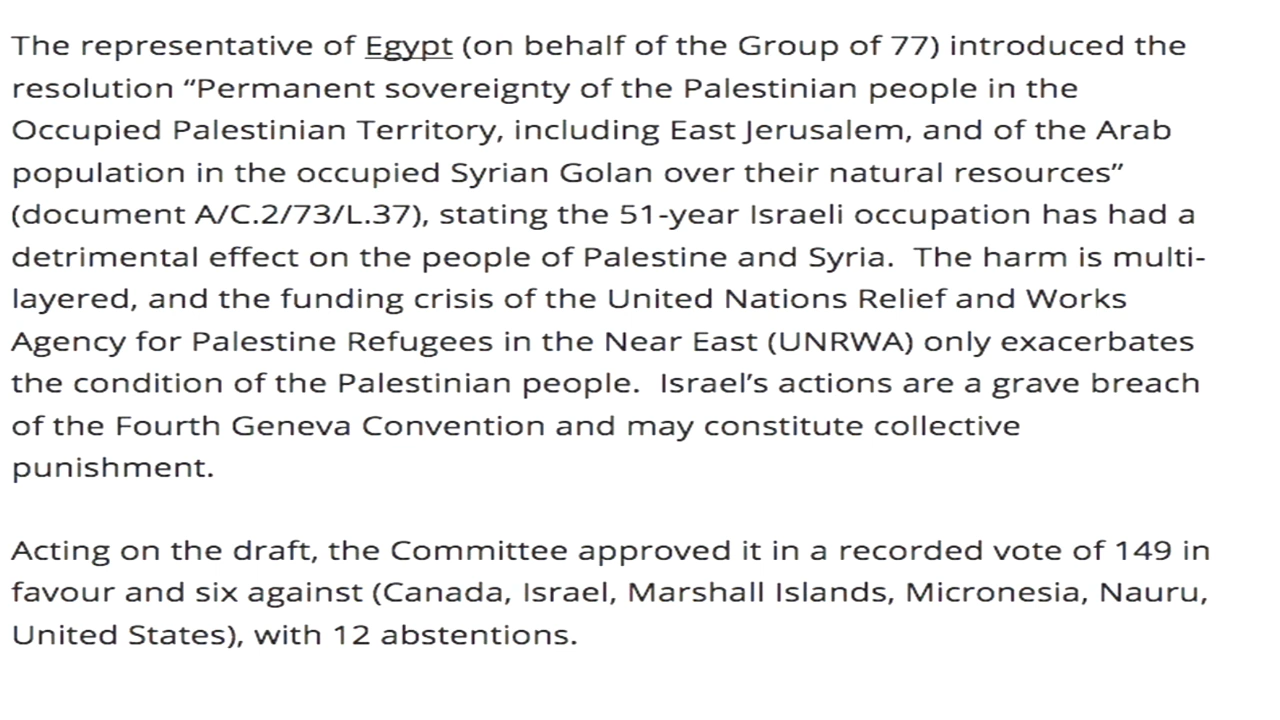 The representative of Egypt (on behalf of the Group of 77) introduced the
resolution “Permanent sovereignty of the Palestinian people in the
Occupied Palestinian Territory, including East Jerusalem, and of the Arab
population in the occupied Syrian Golan over their natural resources”
(document A/C.2/73/L.37), stating the 51-year Israeli occupation has had a
detrimental effect on the people of Palestine and Syria.  The harm is multi-
layered, and the funding crisis of the United Nations Relief and Works
Agency for Palestine Refugees in the Near East (UNRWA) only exacerbates
the condition of the Palestinian people.  Israel’s actions are a grave breach
of the Fourth Geneva Convention and may constitute collective
punishment.
Acting on the draft, the Committee approved it in a recorded vote of 149 in
favour and six against (Canada, Israel, Marshall Islands, Micronesia, Nauru,
United States), with 12 abstentions.